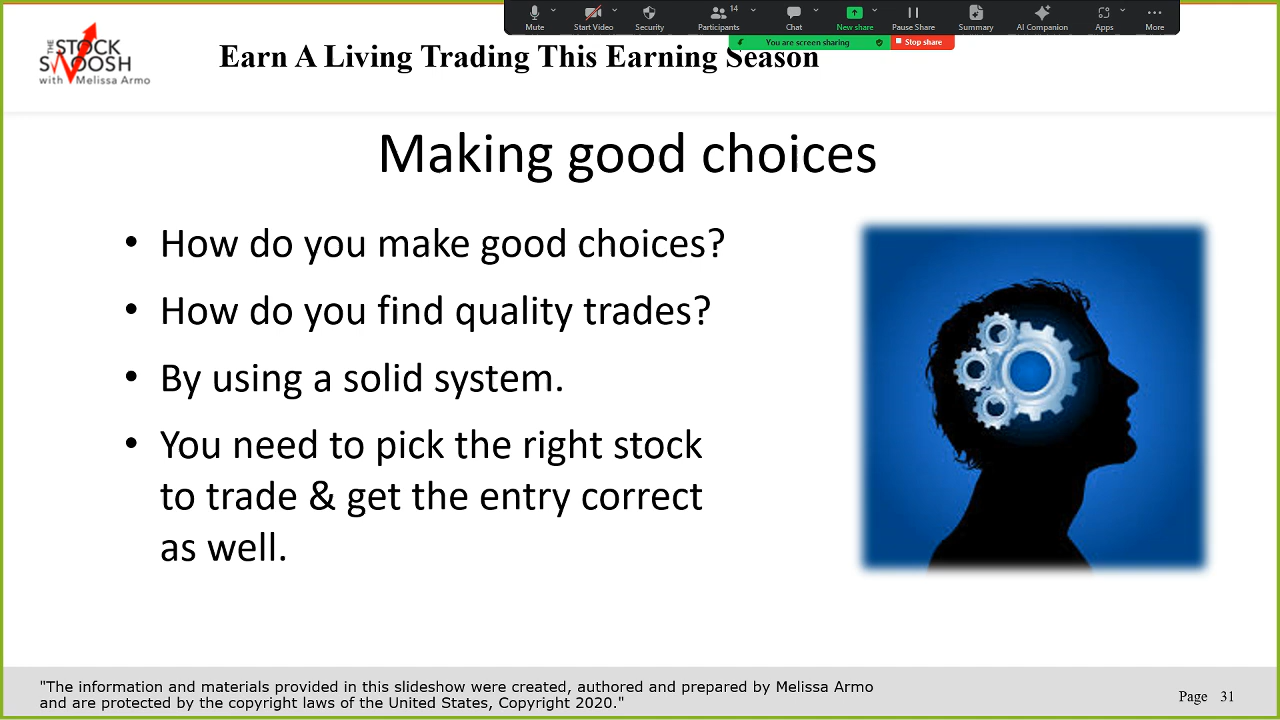 Mute
Start Video
Security
Participants
14
Chat
New share
Pause Share
Summary
AI Companion
Apps
More
You are screen sharing
Stop share
THE STOCK
SWOOSH
with Melissa Armo
Earn A Living Trading This Earning Season
Making good choices
• How do you make good choices?
• How do you find quality trades?
• By using a solid system.
• You need to pick the right stock
to trade & get the entry correct
as well.
"The information and materials provided in this slideshow were created, authored and prepared by Melissa Armo
and are protected by the copyright laws of the United States, Copyright 2020."
Page 31